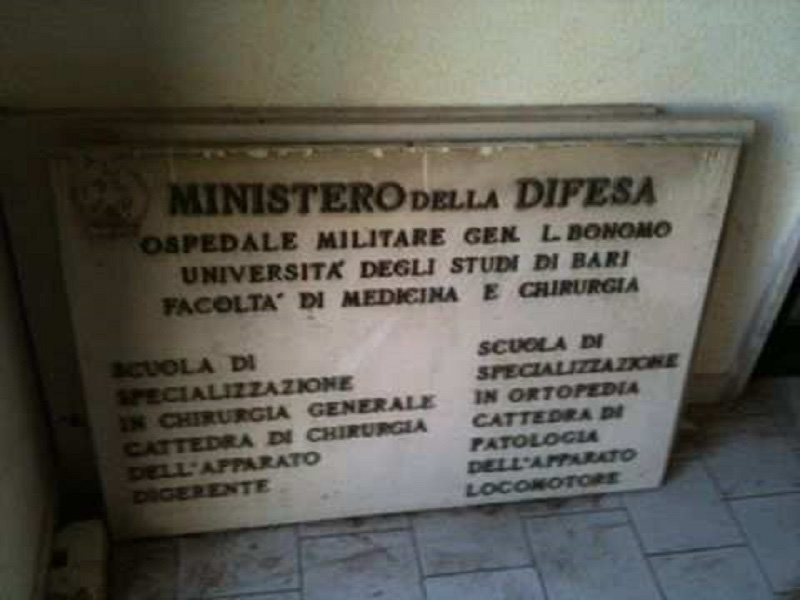 MINISTERO DELLA DIFESA
OSPEDALE MILITARE GEN. L. BONOMO
UNIVERSITA' DEGLI STUDI DI BARI
FACOLTA' DI MEDICINA E CHIRURGIA
SCUOLA DI
SPECIALIZZAZIONE
IN CHIRURGIA GENERALE
CATTEDRA DI CHIRURGIA
DELL'APPARATO
DIGERENTE
SCUOLA DI
SPECIALIZZAZIONE
IN ORTOPEDIA
CATTEDRA DI
PATOLOGIA
DELL'APPARATO
LOCOMOTORE